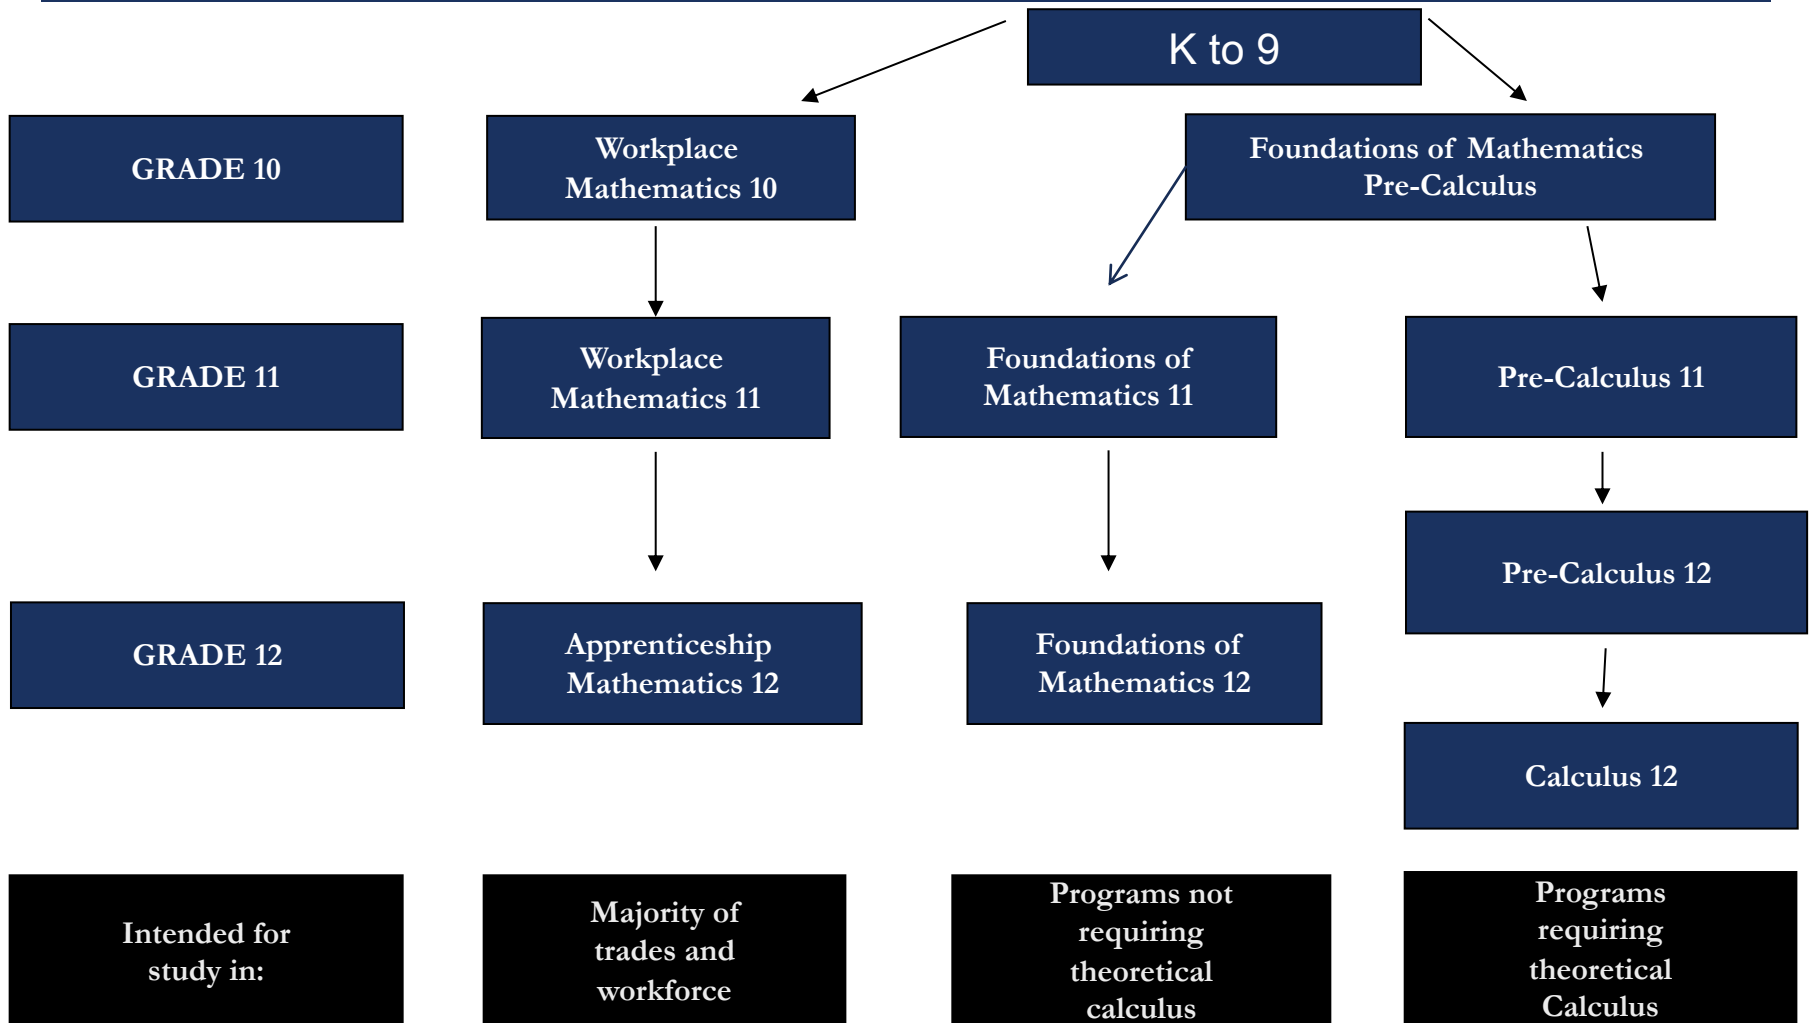 K to 9
GRADE 10
Workplace
Mathematics 10
Foundations of Mathematics
Pre-Calculus
GRADE 11
Workplace
Mathematics 11
Foundations of
Mathematics 11
Pre-Calculus 11
Pre-Calculus 12
GRADE 12
Apprenticeship
Mathematics 12
Foundations of
Mathematics 12
Calculus 12
Intended for
study in:
Majority of
trades and
workforce
Programs not
requiring
theoretical
calculus
Programs
requiring
theoretical
Calculus